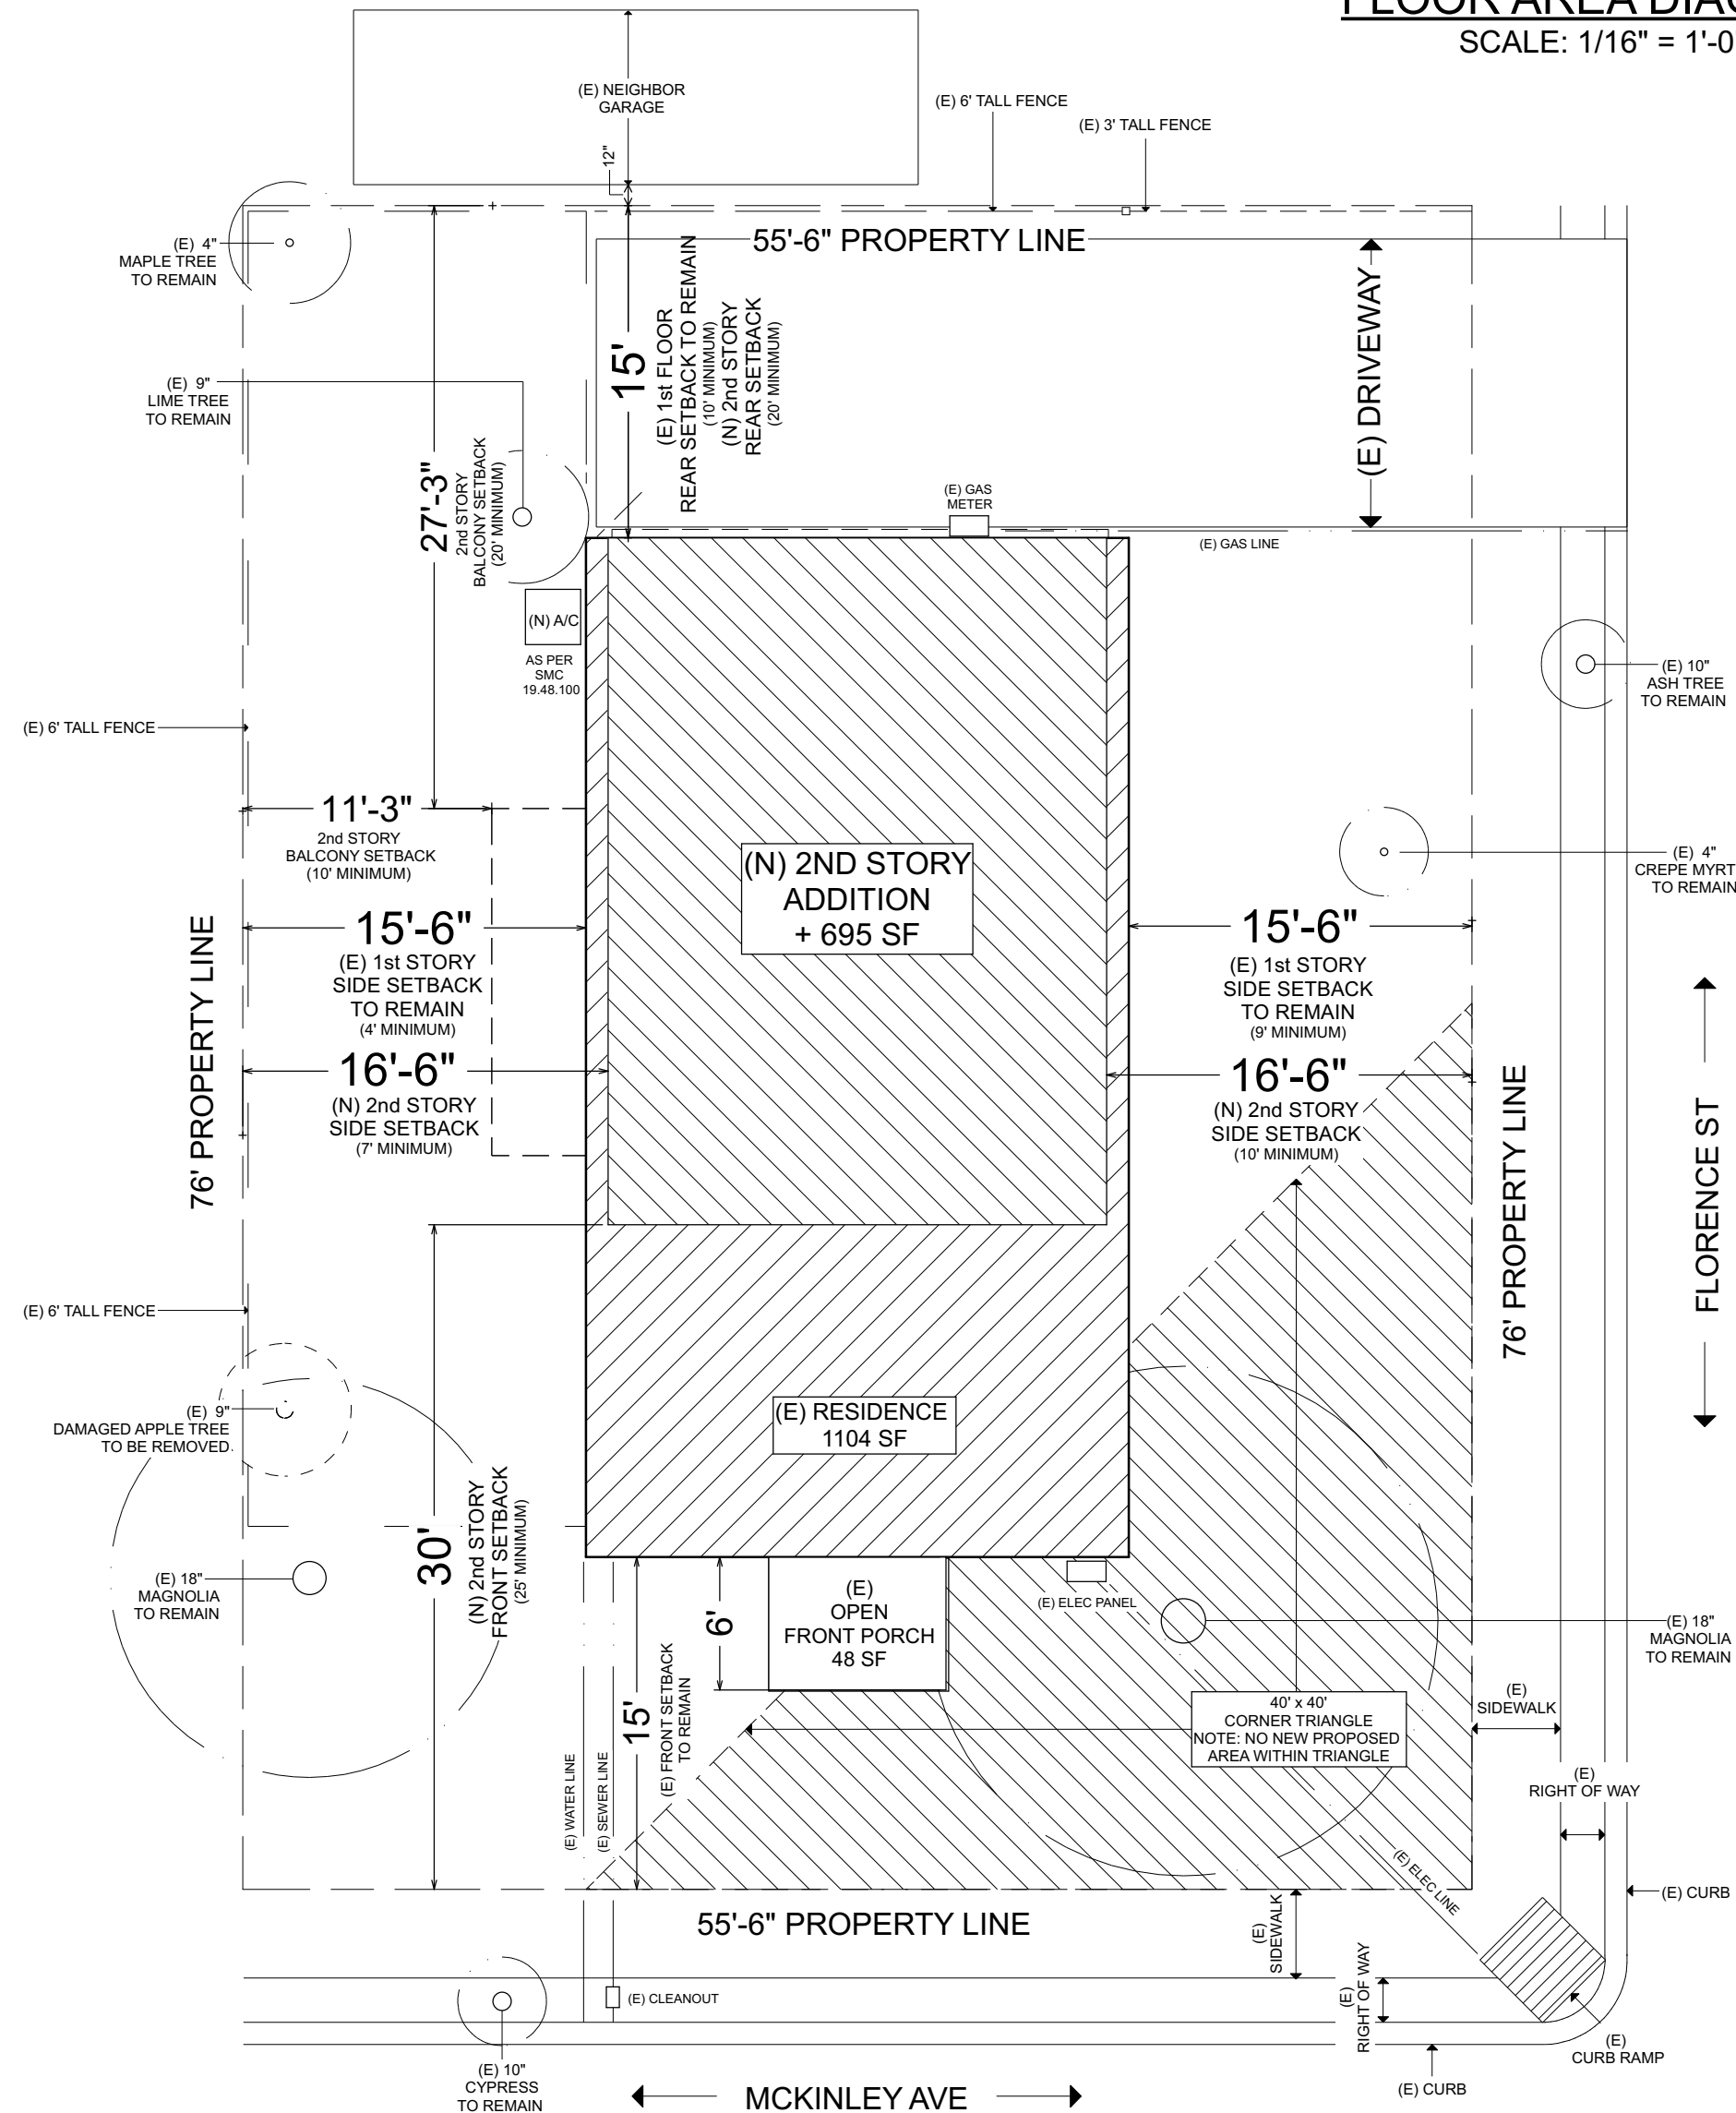 FLOOR AREA DIAG
SCALE: 1/16" = 1'-0
(E) NEIGHBOR
GARAGE
12"
(E) 6' TALL FENCE
(E) 3' TALL FENCE
55'-6" PROPERTY LINE
(E) 4"
MAPLE TREE
TO REMAIN
(E) 9"
LIME TREE
TO REMAIN
27'-3"
2nd STORY
BALCONY SETBACK
(20' MINIMUM)
15'
(E) 1st FLOOR
REAR SETBACK TO REMAIN
(10' MINIMUM)
(N) 2nd STORY
REAR SETBACK
(20' MINIMUM)
(E) DRIVEWAY
(E) GAS
METER
(E) GAS LINE
(N) A/C
AS PER
SMC
19.48.100
(E) 10"
ASH TREE
TO REMAIN
(E) 6' TALL FENCE
11'-3"
2nd STORY
BALCONY SETBACK
(10' MINIMUM)
(N) 2ND STORY
ADDITION
+ 695 SF
(E) 4"
CREPE MYRT
TO REMAIN
76' PROPERTY LINE
15'-6"
(E) 1st STORY
SIDE SETBACK
TO REMAIN
(4' MINIMUM)
16'-6"
(N) 2nd STORY
SIDE SETBACK
(7' MINIMUM)
15'-6"
(E) 1st STORY
SIDE SETBACK
TO REMAIN
(9' MINIMUM)
16'-6"
(N) 2nd STORY
SIDE SETBACK
(10' MINIMUM)
76' PROPERTY LINE
FLORENCE ST
(E) 6' TALL FENCE
(E) 9"
DAMAGED APPLE TREE
TO BE REMOVED
30'
(N) 2nd STORY
FRONT SETBACK
(25' MINIMUM)
(E) RESIDENCE
1104 SF
(E) 18"
MAGNOLIA
TO REMAIN
6'
(E)
OPEN
FRONT PORCH
48 SF
(E) ELEC PANEL
(E) 18"
MAGNOLIA
TO REMAIN
15'
(E) FRONT SETBACK
TO REMAIN
(E) WATER LINE
(E) SEWER LINE
40' x 40'
CORNER TRIANGLE
NOTE: NO NEW PROPOSED
AREA WITHIN TRIANGLE
(E)
SIDEWALK
(E)
RIGHT OF WAY
(E) ELEC LINE
(E) CURB
55'-6" PROPERTY LINE
(E)
SIDEWALK
(E)
RIGHT OF WAY
(E) CLEANOUT
(E) 10"
CYPRESS
TO REMAIN
MCKINLEY AVE
(E) CURB
(E)
CURB RAMP